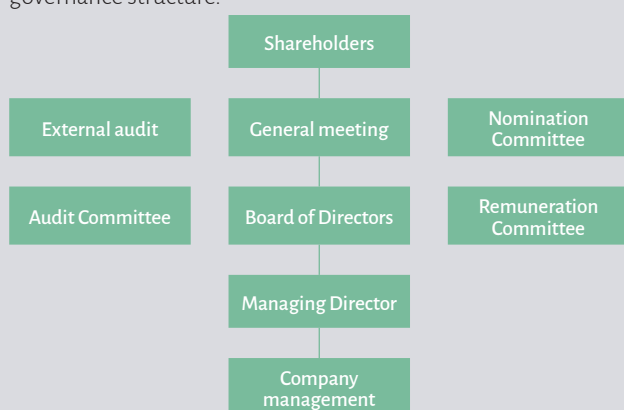 governance structure.
Shareholders
External audit
General meeting
Nomination
Committee
Audit Committee
Board of Directors
Remuneration
Committee
Managing Director
Company
management